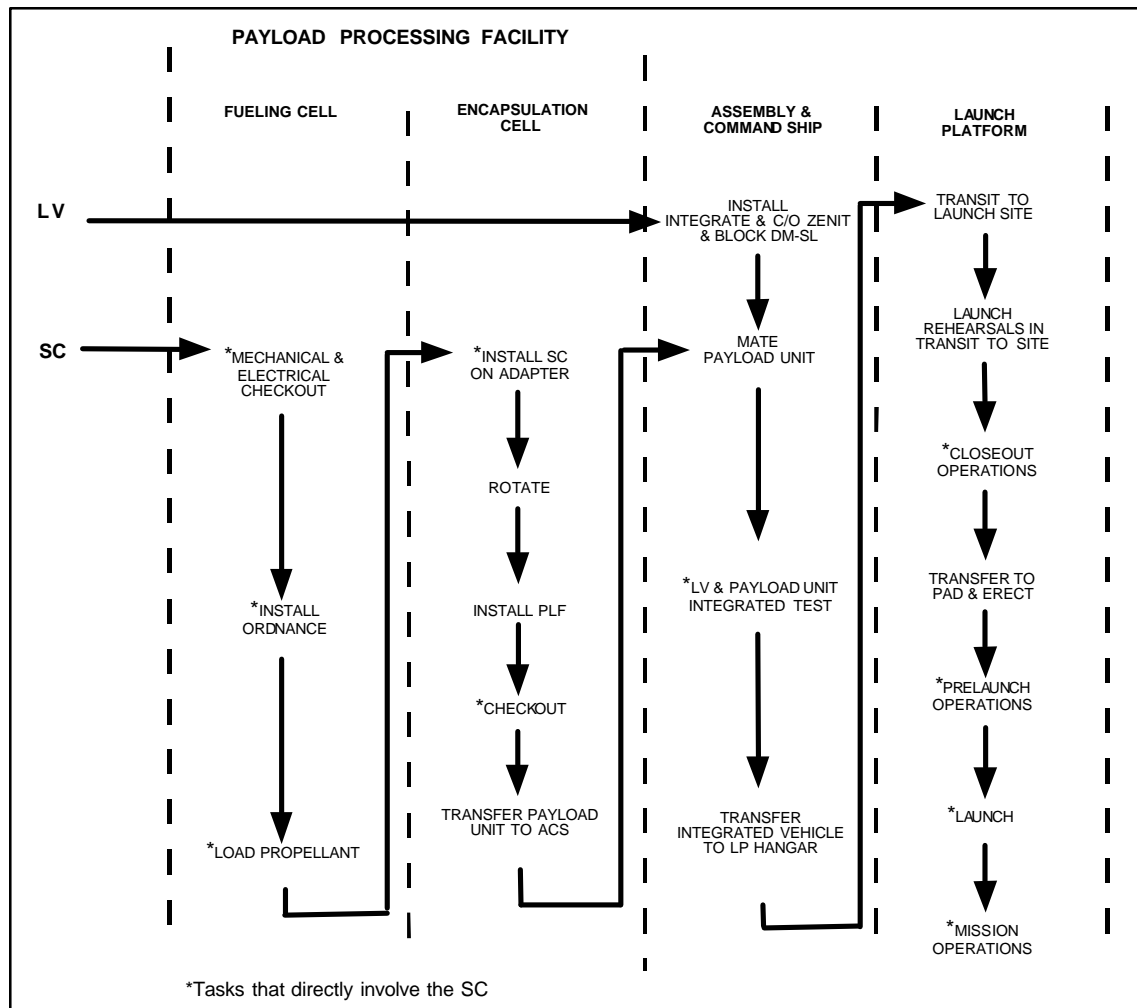 PAYLOAD PROCESSING FACILITY
FUELING CELL
ENCAPSULATION
CELL
ASSEMBLY &
COMMAND SHIP
LAUNCH
PLATFORM
LV
INSTALL
INTEGRATE & C/O ZENIT
& BLOCK DM-SL
TRANSIT TO
LAUNCH SITE
SC
*MECHANICAL &
ELECTRICAL
CHECKOUT
*INSTALL SC
ON ADAPTER
MATE
PAYLOAD UNIT
LAUNCH
REHEARSALS IN
TRANSIT TO SITE
ROTATE
*CLOSEOUT
OPERATIONS
*INSTALL
ORDNANCE
INSTALL PLF
*LV & PAYLOAD UNIT
INTEGRATED TEST
TRANSFER TO
PAD & ERECT
*CHECKOUT
*PRELAUNCH
OPERATIONS
*LOAD PROPELLANT
TRANSFER PAYLOAD
UNIT TO ACS
TRANSFER
INTEGRATED VEHICLE
TO LP HANGAR
*LAUNCH
*MISSION
OPERATIONS
*Tasks that directly involve the SC